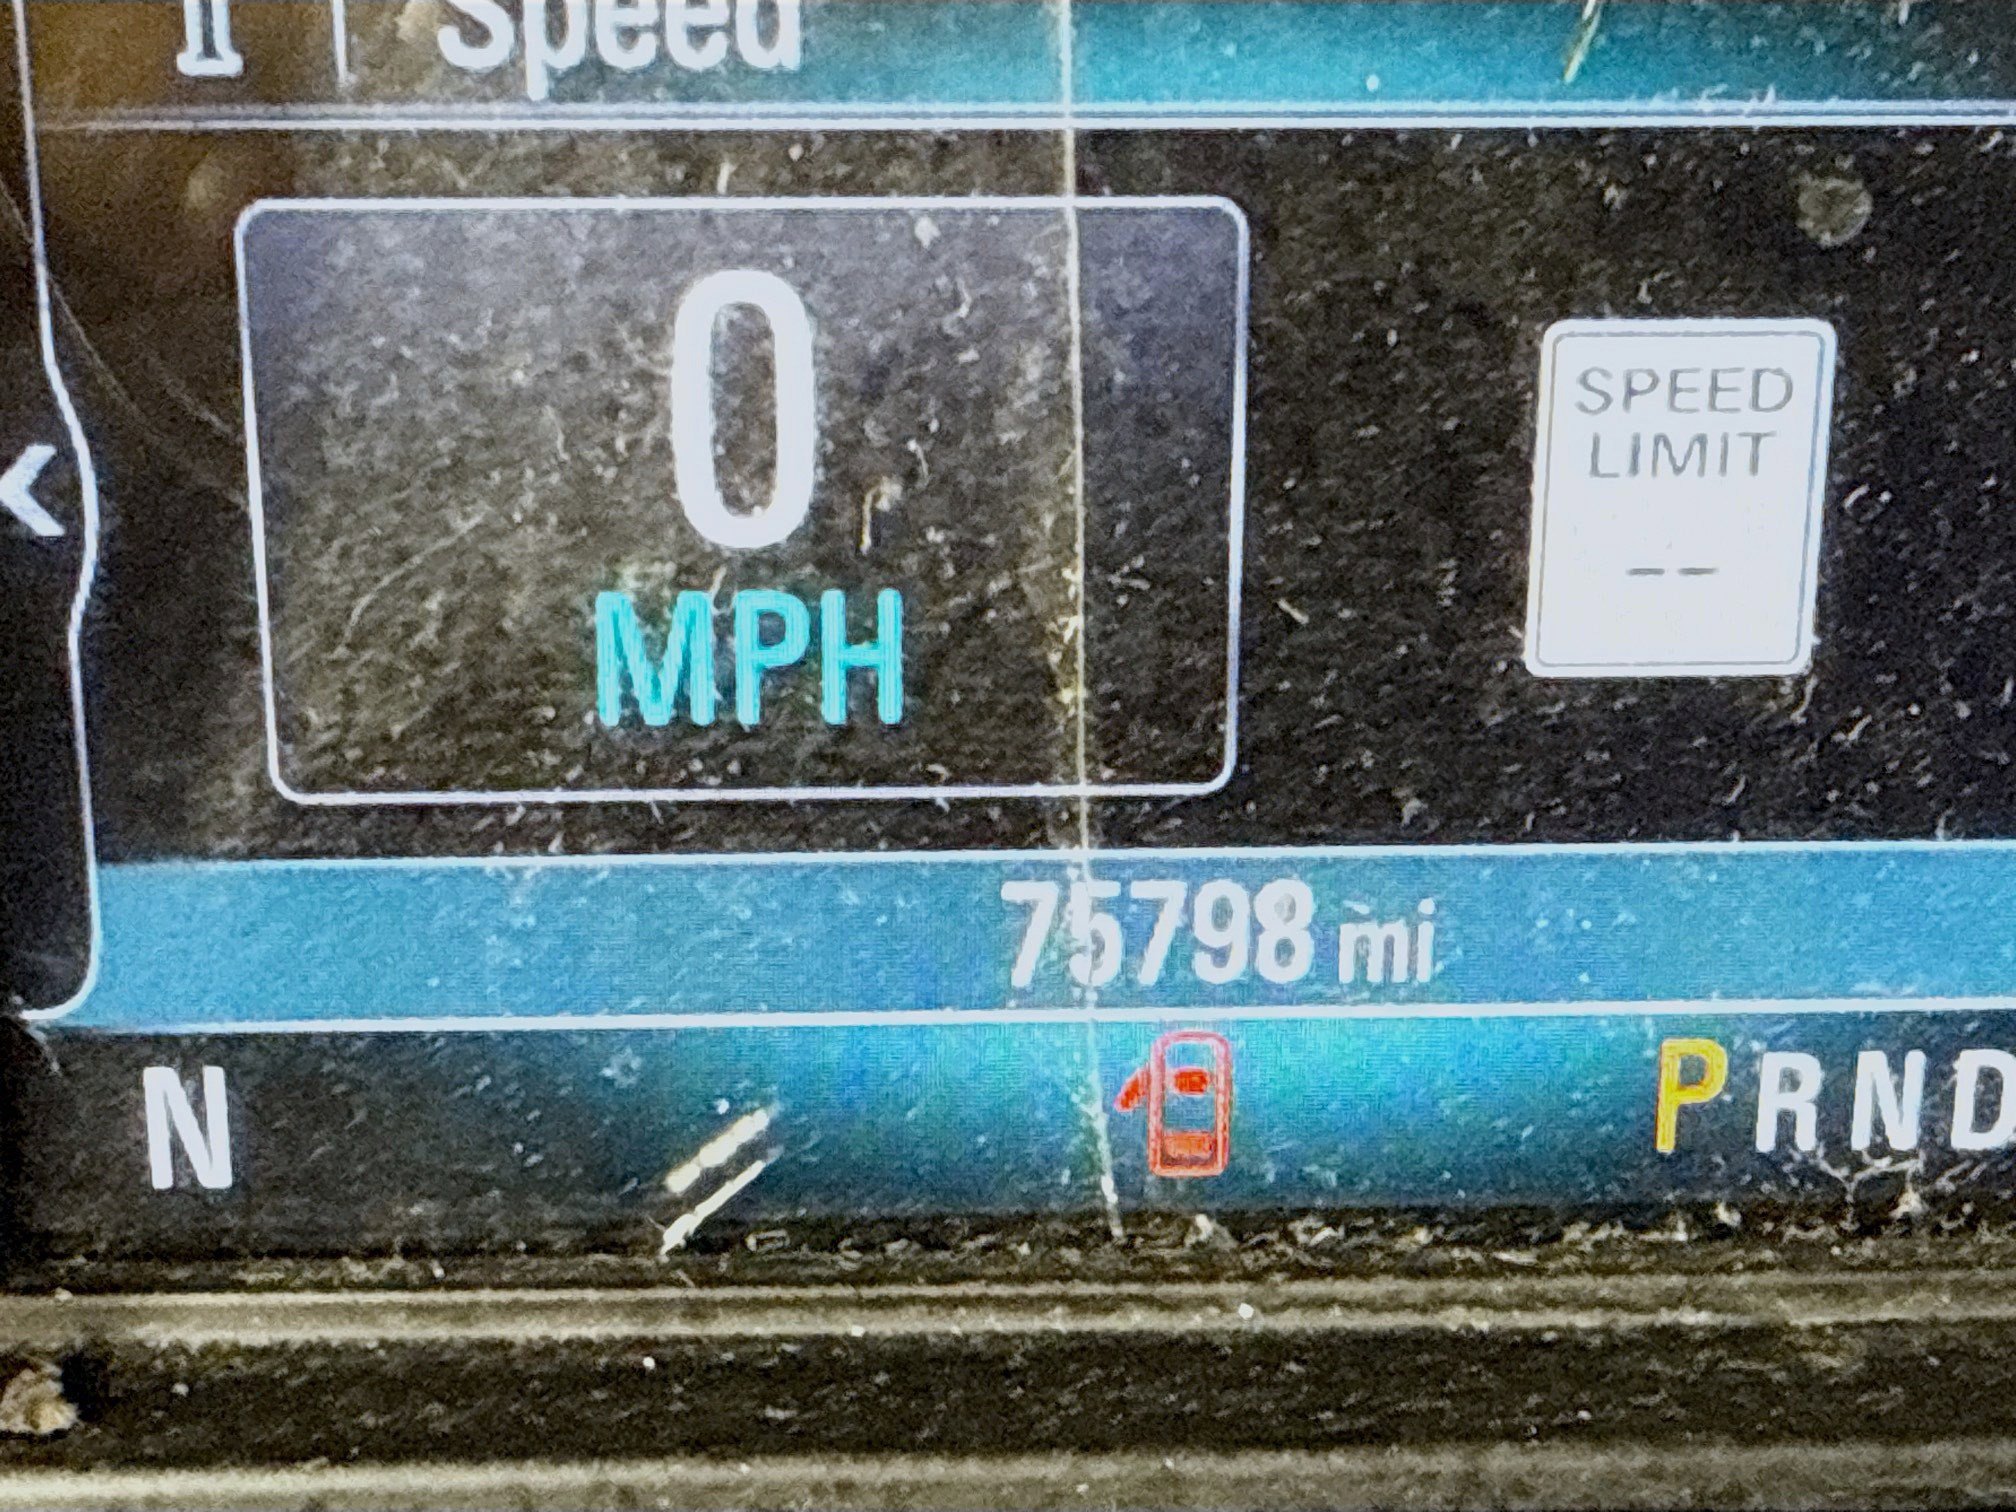 Speed
0
MPH
SPEED
LIMIT
--
75798 mi
N
PRND